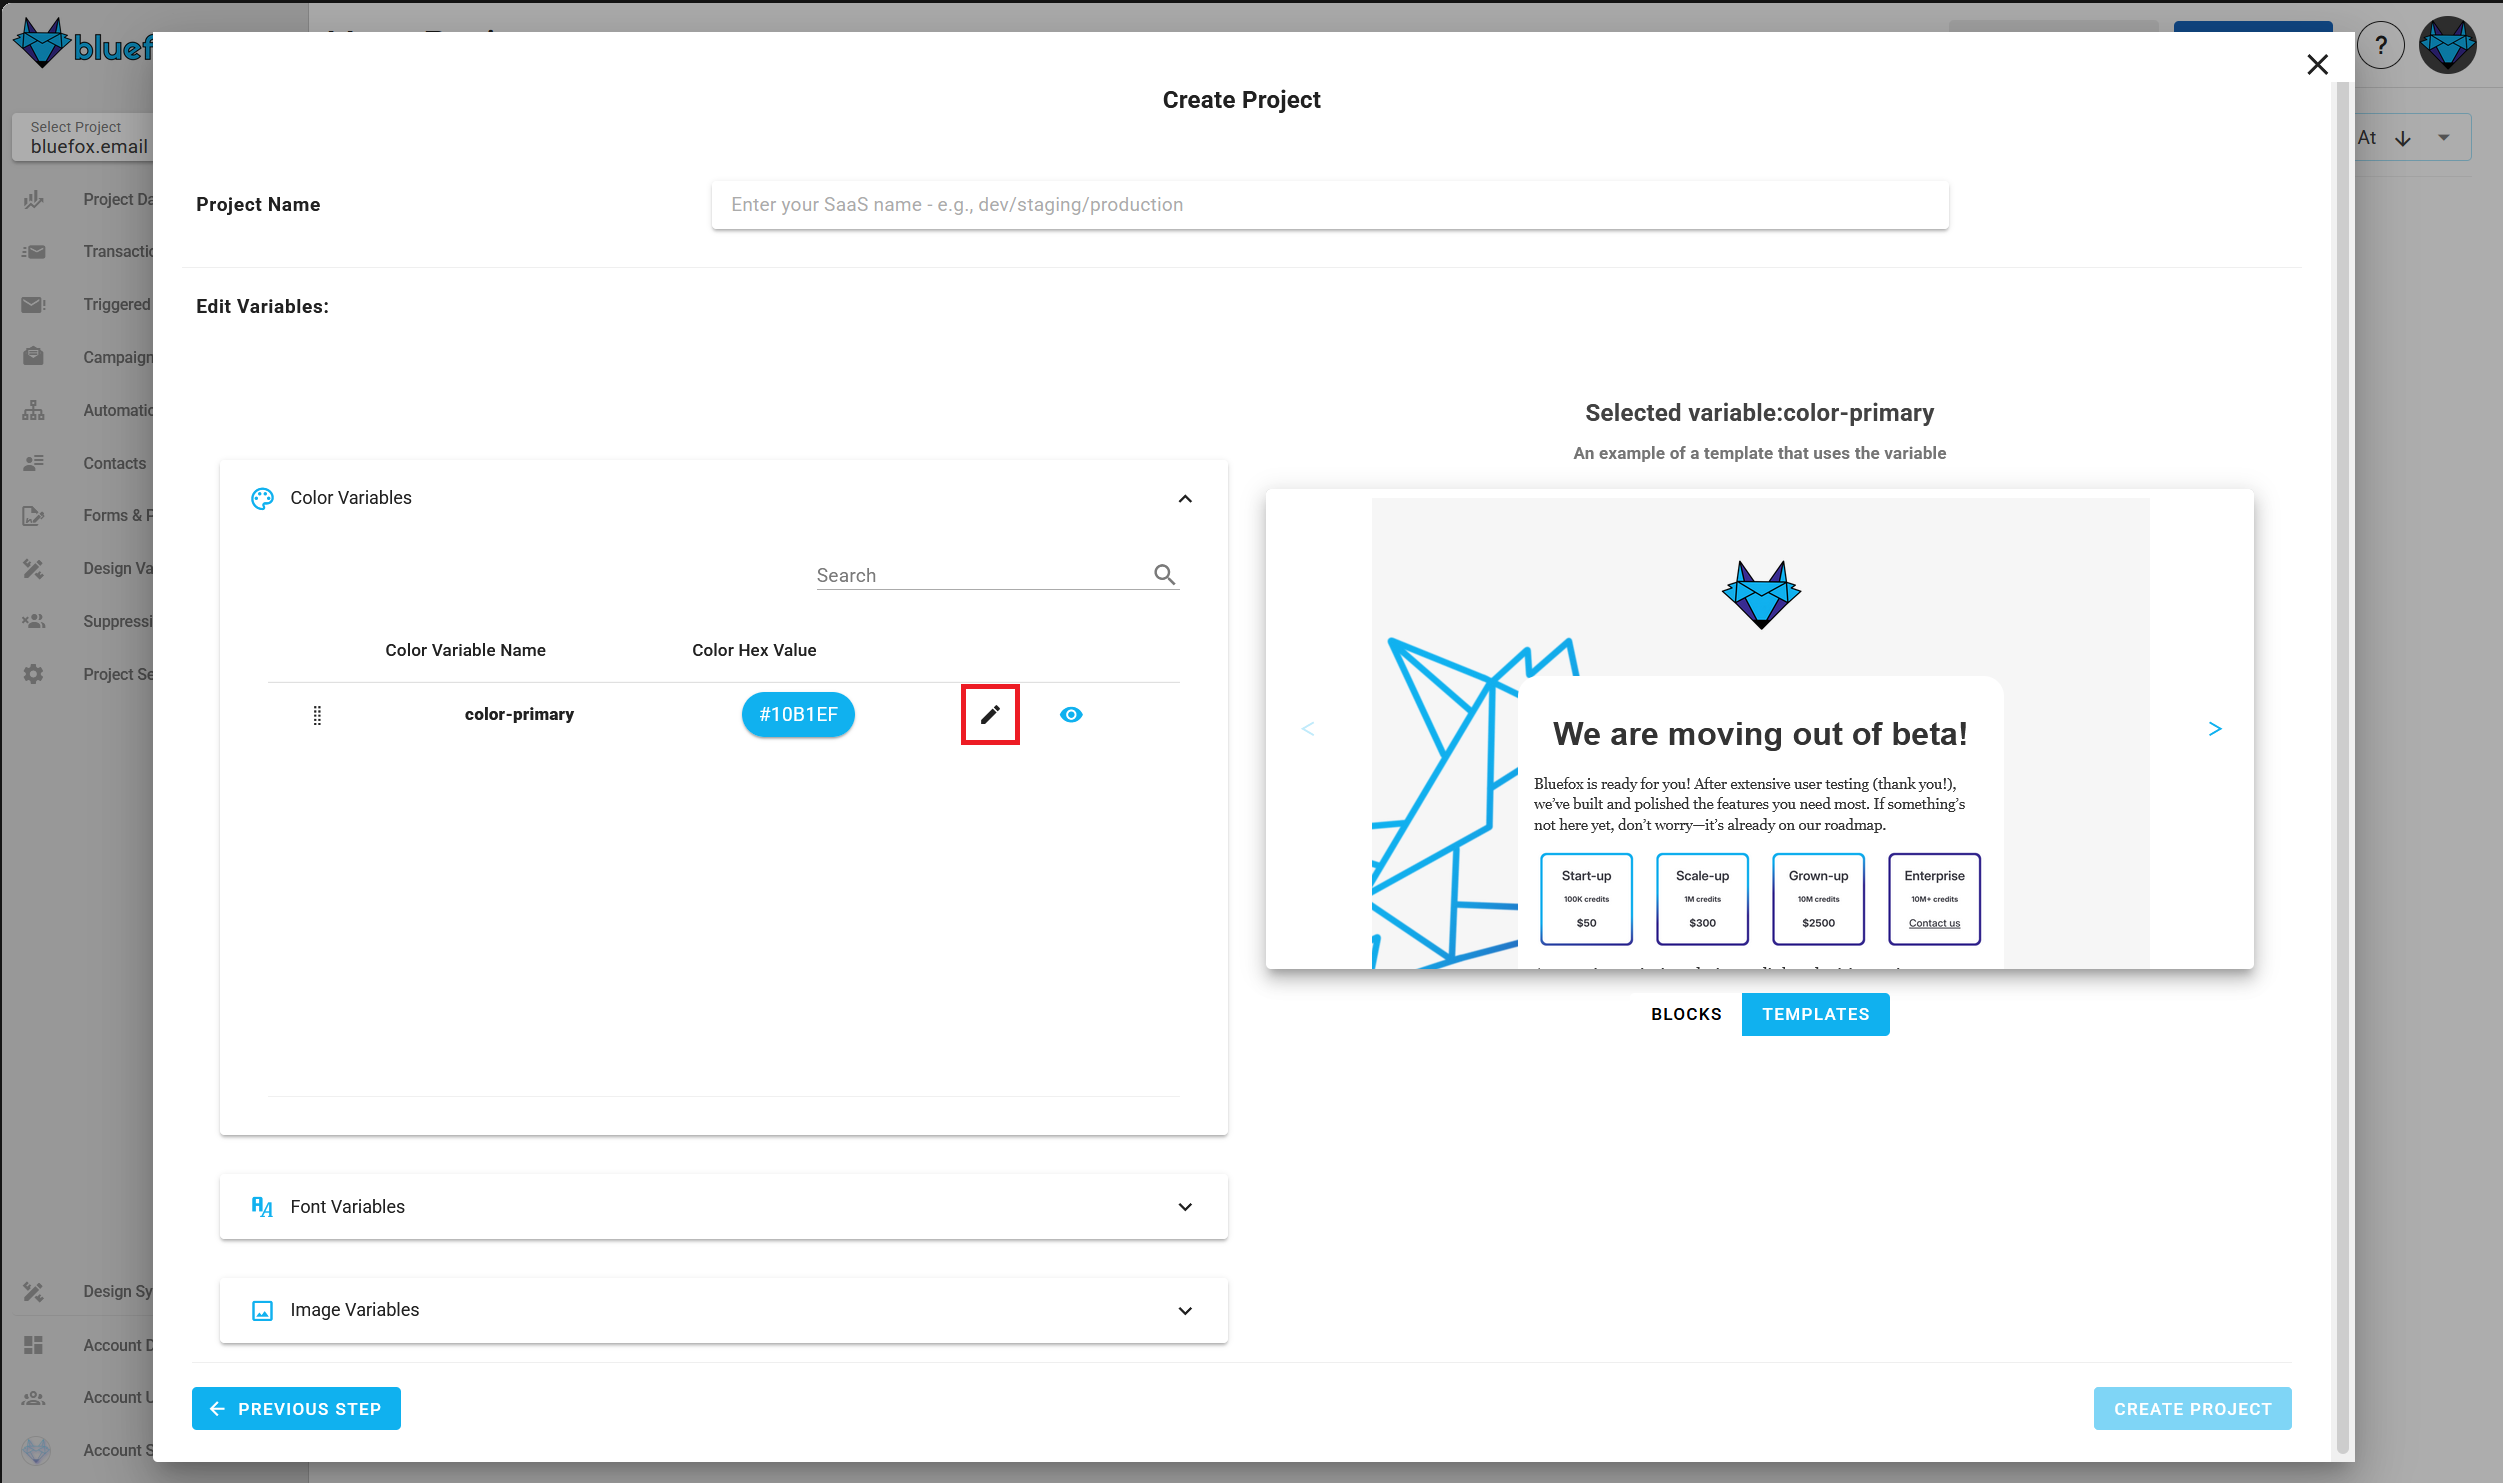 bluef
?
Select Project
bluefox.email
At
Project Da
Transactio
Triggered
Campaign
Automatio
Contacts
Forms & P
Design Va
Suppressi
Project Se
Design Sy
Account D
Account U
Account S
Create Project
Project Name
Enter your SaaS name - e.g., dev/staging/production
Edit Variables:
Color Variables
Search
Color Variable Name Color Hex Value
color-primary #10B1EF
Font Variables
Image Variables
Selected variable:color-primary
An example of a template that uses the variable
We are moving out of beta!
Bluefox is ready for you! After extensive user testing (thank you!),
we’ve built and polished the features you need most. If something’s
not here yet, don’t worry—it’s already on our roadmap.
Start-up
100K credits
$50
Scale-up
1M credits
$300
Grown-up
10M credits
$2500
Enterprise
10M+ credits
Contact us
< >
BLOCKS TEMPLATES
PREVIOUS STEP
CREATE PROJECT